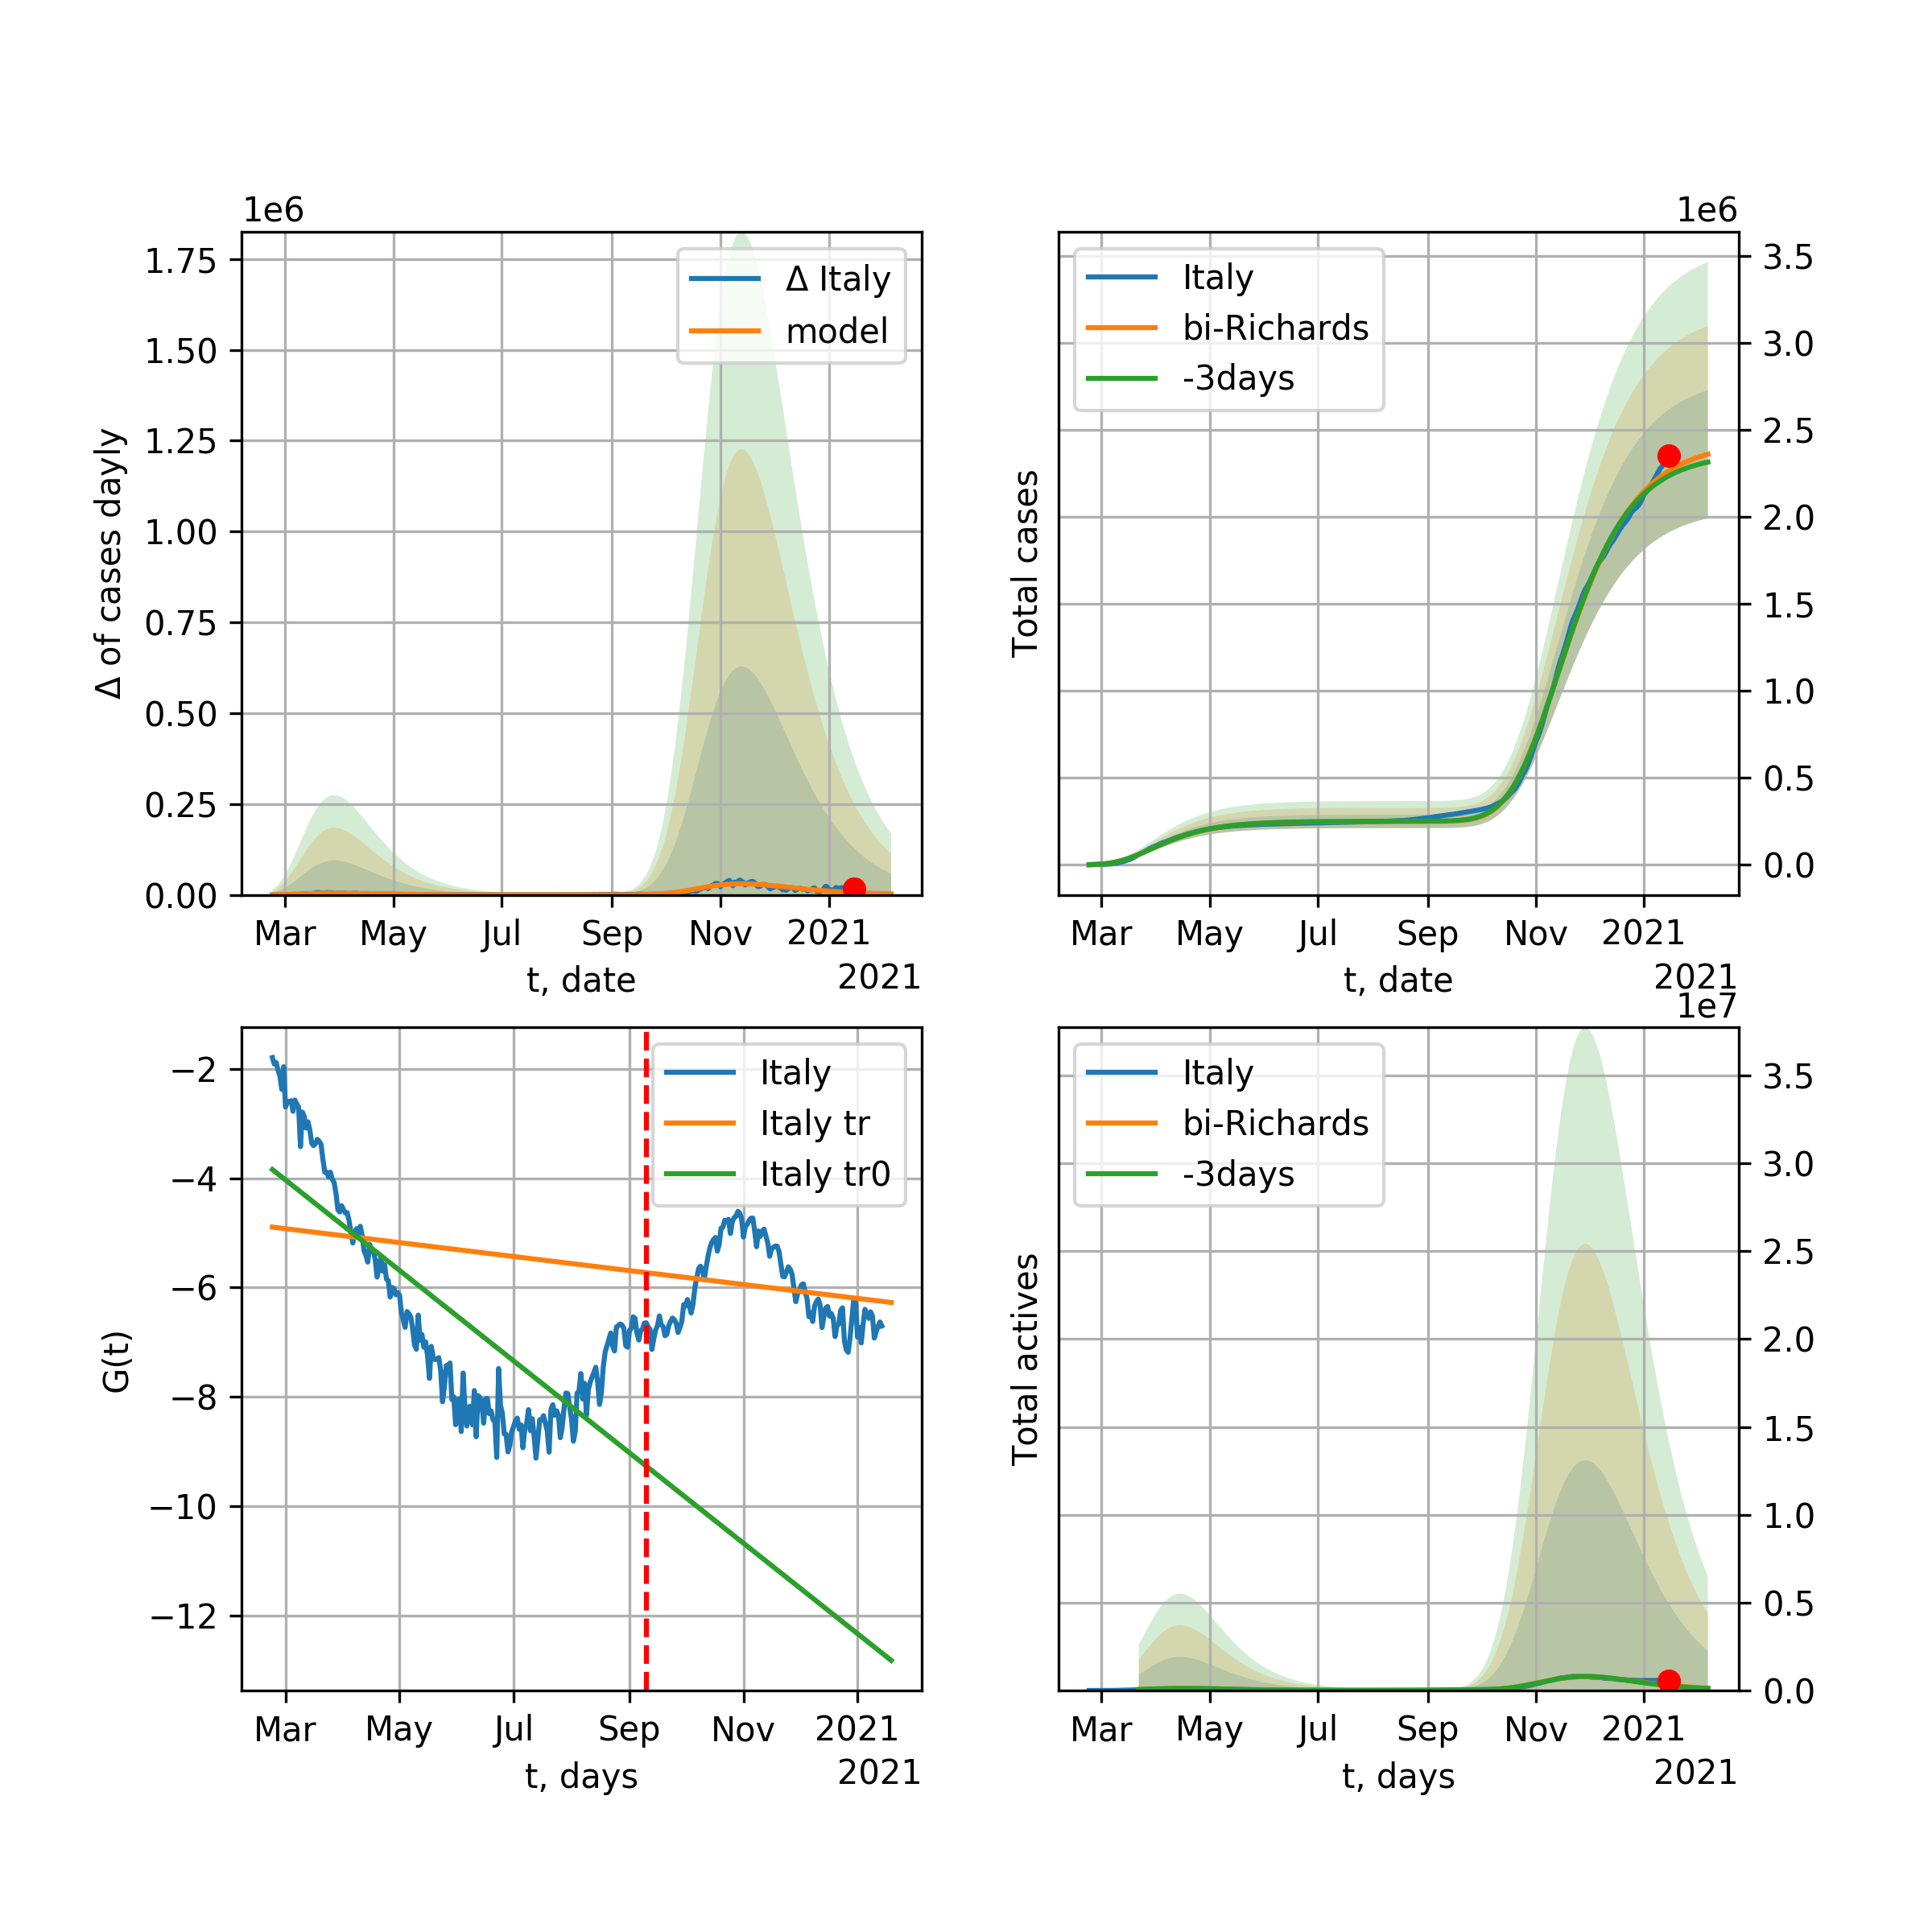 1e6
1.75
1.50
1.25
1.00
0.75
0.50
0.25
0.00
Δ of cases dayly
Δ Italy
model
Mar May Jul Sep Nov 2021
t, date
2021
1e6
Italy
bi-Richards
-3days
Total cases
3.5
3.0
2.5
2.0
1.5
1.0
0.5
0.0
Mar May Jul Sep Nov 2021
t, date
2021
−2
−4
−6
−8
−10
−12
G(t)
Italy
Italy tr
Italy tr0
Mar May Jul Sep Nov 2021
t, days
2021
1e7
Italy
bi-Richards
-3days
Total actives
3.5
3.0
2.5
2.0
1.5
1.0
0.5
0.0
Mar May Jul Sep Nov 2021
t, days
2021